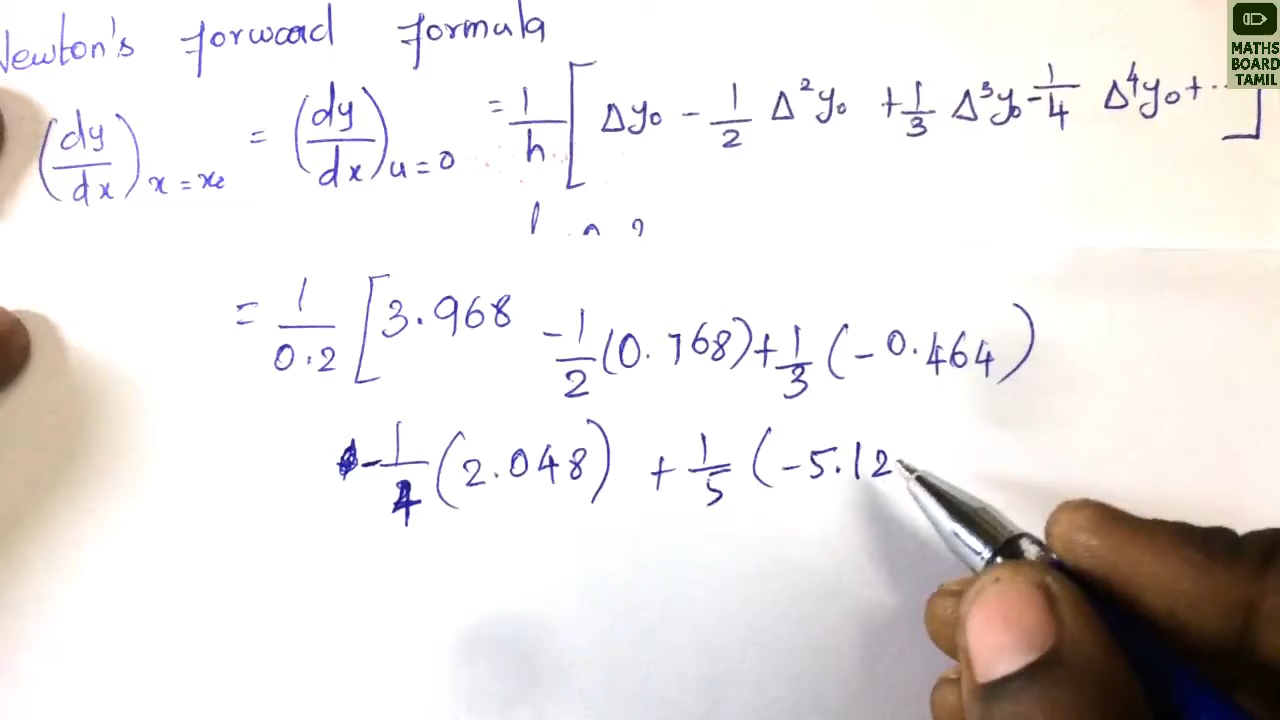 Newton's forward formula
(dy/dx)x=x₀ = (dy/dx)u=0 = 1/h [Δy₀ - 1/2 Δ²y₀ + 1/3 Δ³y₀ - 1/4 Δ⁴y₀ + ...]
= 1/0.2 [3.968 - 1/2 (0.768) + 1/3 (-0.464)
- 1/4 (2.048) + 1/5 (-5.12
MATHS
BOARD
TAMIL